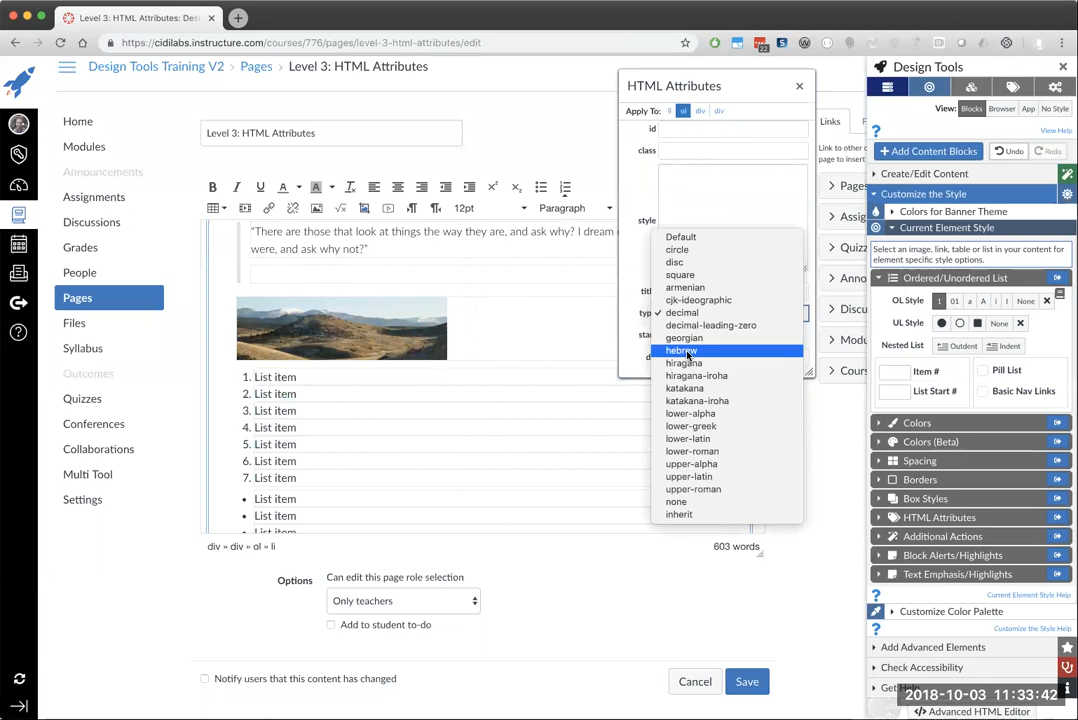 Level 3: HTML Attributes: Des
https://cidilabs.instructure.com/courses/776/pages/level-3-html-attributes/edit
22
Design Tools Training V2 > Pages > Level 3: HTML Attributes
Home
Modules
Announcements
Assignments
Discussions
Grades
People
Pages
Files
Syllabus
Outcomes
Quizzes
Conferences
Collaborations
Multi Tool
Settings
Level 3: HTML Attributes
12pt
Paragraph
"There are those that look at things the way they are, and ask why? I dream
were, and ask why not?"
1. List item
2. List item
3. List item
4. List item
5. List item
6. List item
7. List item
• List item
• List item
List item
div » div » ol » li
603 words
Options
Can edit this page role selection
Only teachers
Add to student to-do
Notify users that this content has changed
Cancel
Save
HTML Attributes
Apply To: li ol div div
id
class
style
Default
circle
disc
square
armenian
cjk-ideographic
✓ decimal
decimal-leading-zero
georgian
hebrew
hiragana
hiragana-iroha
katakana
katakana-iroha
lower-alpha
lower-greek
lower-latin
lower-roman
upper-alpha
upper-latin
upper-roman
none
inherit
Links
Link to other
page to insert
Pages
Design Tools
View: Blocks Browser App No Style
? View Help
Add Content Blocks
Undo
Redo
Create/Edit Content
Customize the Style
Colors for Banner Theme
Current Element Style
Select an image, link, table or list in your content for
element specific style options.
Ordered/Unordered List
OL Style 1 01 a A i I None
UL Style None
Nested List Outdent Indent
Item #
Pill List
List Start #
Basic Nav Links
Colors
Colors (Beta)
Spacing
Borders
Box Styles
HTML Attributes
Additional Actions
Block Alerts/Highlights
Text Emphasis/Highlights
? Current Element Style Help
Customize Color Palette
? Customize the Style Help
Add Advanced Elements
Check Accessibility
2018-10-03 11:33:42
</> Advanced HTML Editor